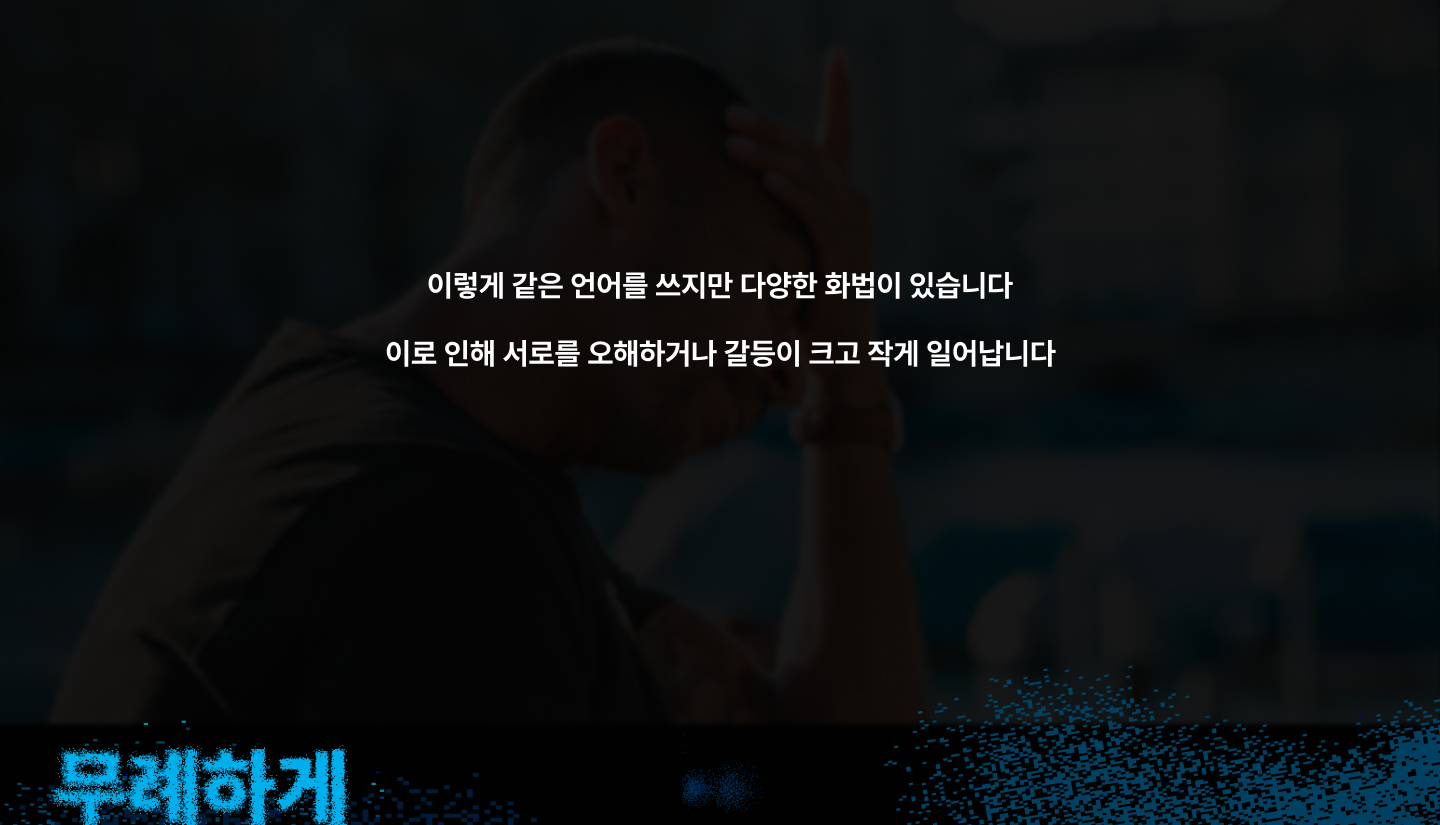 이렇게 같은 언어를 쓰지만 다양한 화법이 있습니다
이로 인해 서로를 오해하거나 갈등이 크고 작게 일어납니다
무례하게